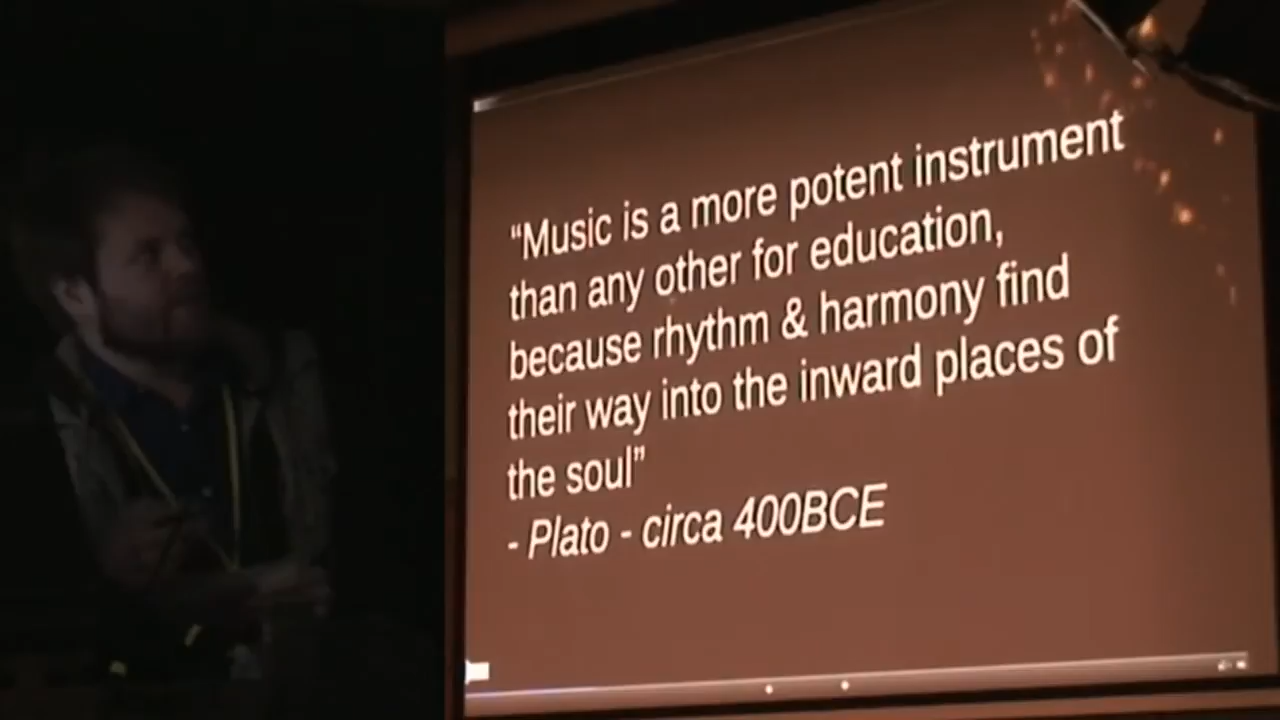 “Music is a more potent instrument
than any other for education,
because rhythm & harmony find
their way into the inward places of
the soul”
- Plato - circa 400BCE